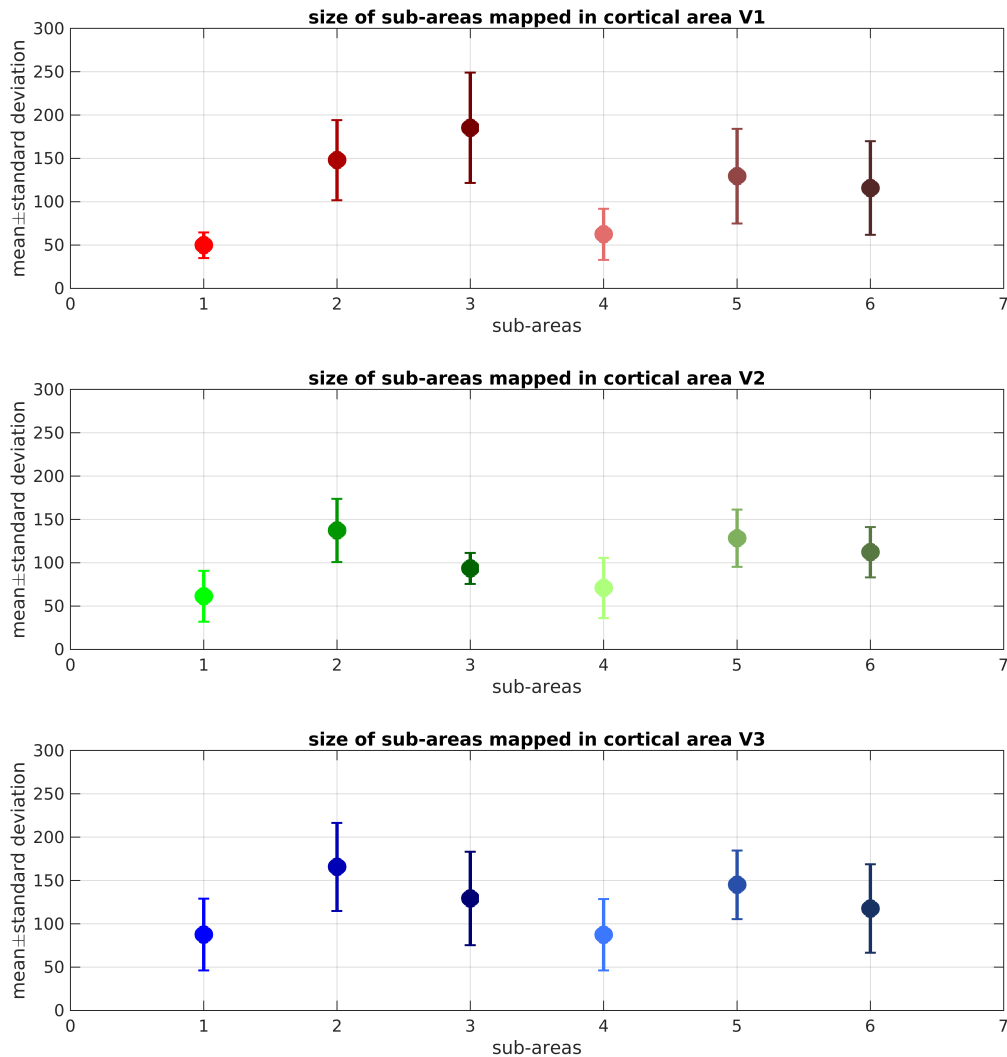 size of sub-areas mapped in cortical area V1
mean±standard deviation
300
250
200
150
100
50
0
0 1 2 3 4 5 6 7
sub-areas
size of sub-areas mapped in cortical area V2
mean±standard deviation
300
250
200
150
100
50
0
0 1 2 3 4 5 6 7
sub-areas
size of sub-areas mapped in cortical area V3
mean±standard deviation
300
250
200
150
100
50
0
0 1 2 3 4 5 6 7
sub-areas